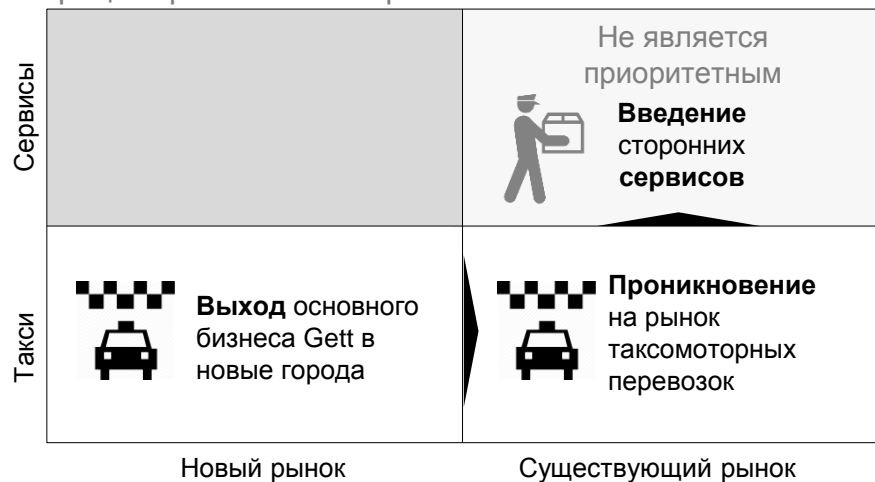 Не является
приоритетным
Введение
сторонних
сервисов
Сервисы
Выход основного
бизнеса Gett в
новые города
Проникновение
на рынок
таксомоторных
перевозок
Такси
Новый рынок
Существующий рынок